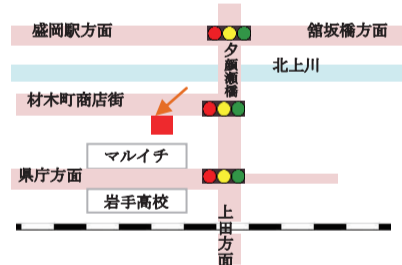 盛岡駅方面
舘坂橋方面
夕顔瀬橋
北上川
材木町商店街
マルイチ
県庁方面
岩手高校
上田方面